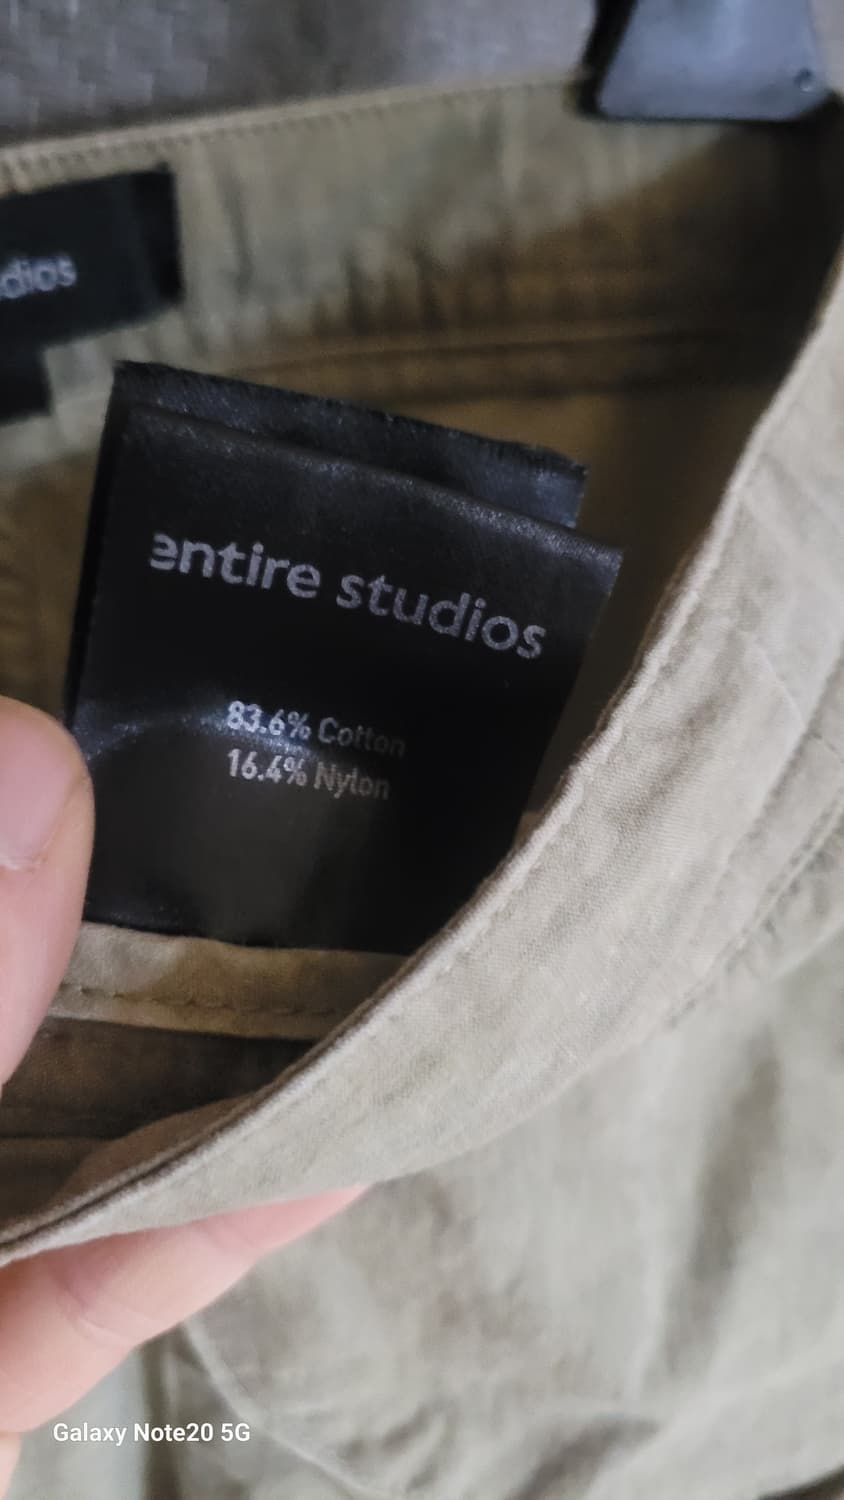 dios
entire studios
83.6% Cotton
16.4% Nylon
Galaxy Note20 5G